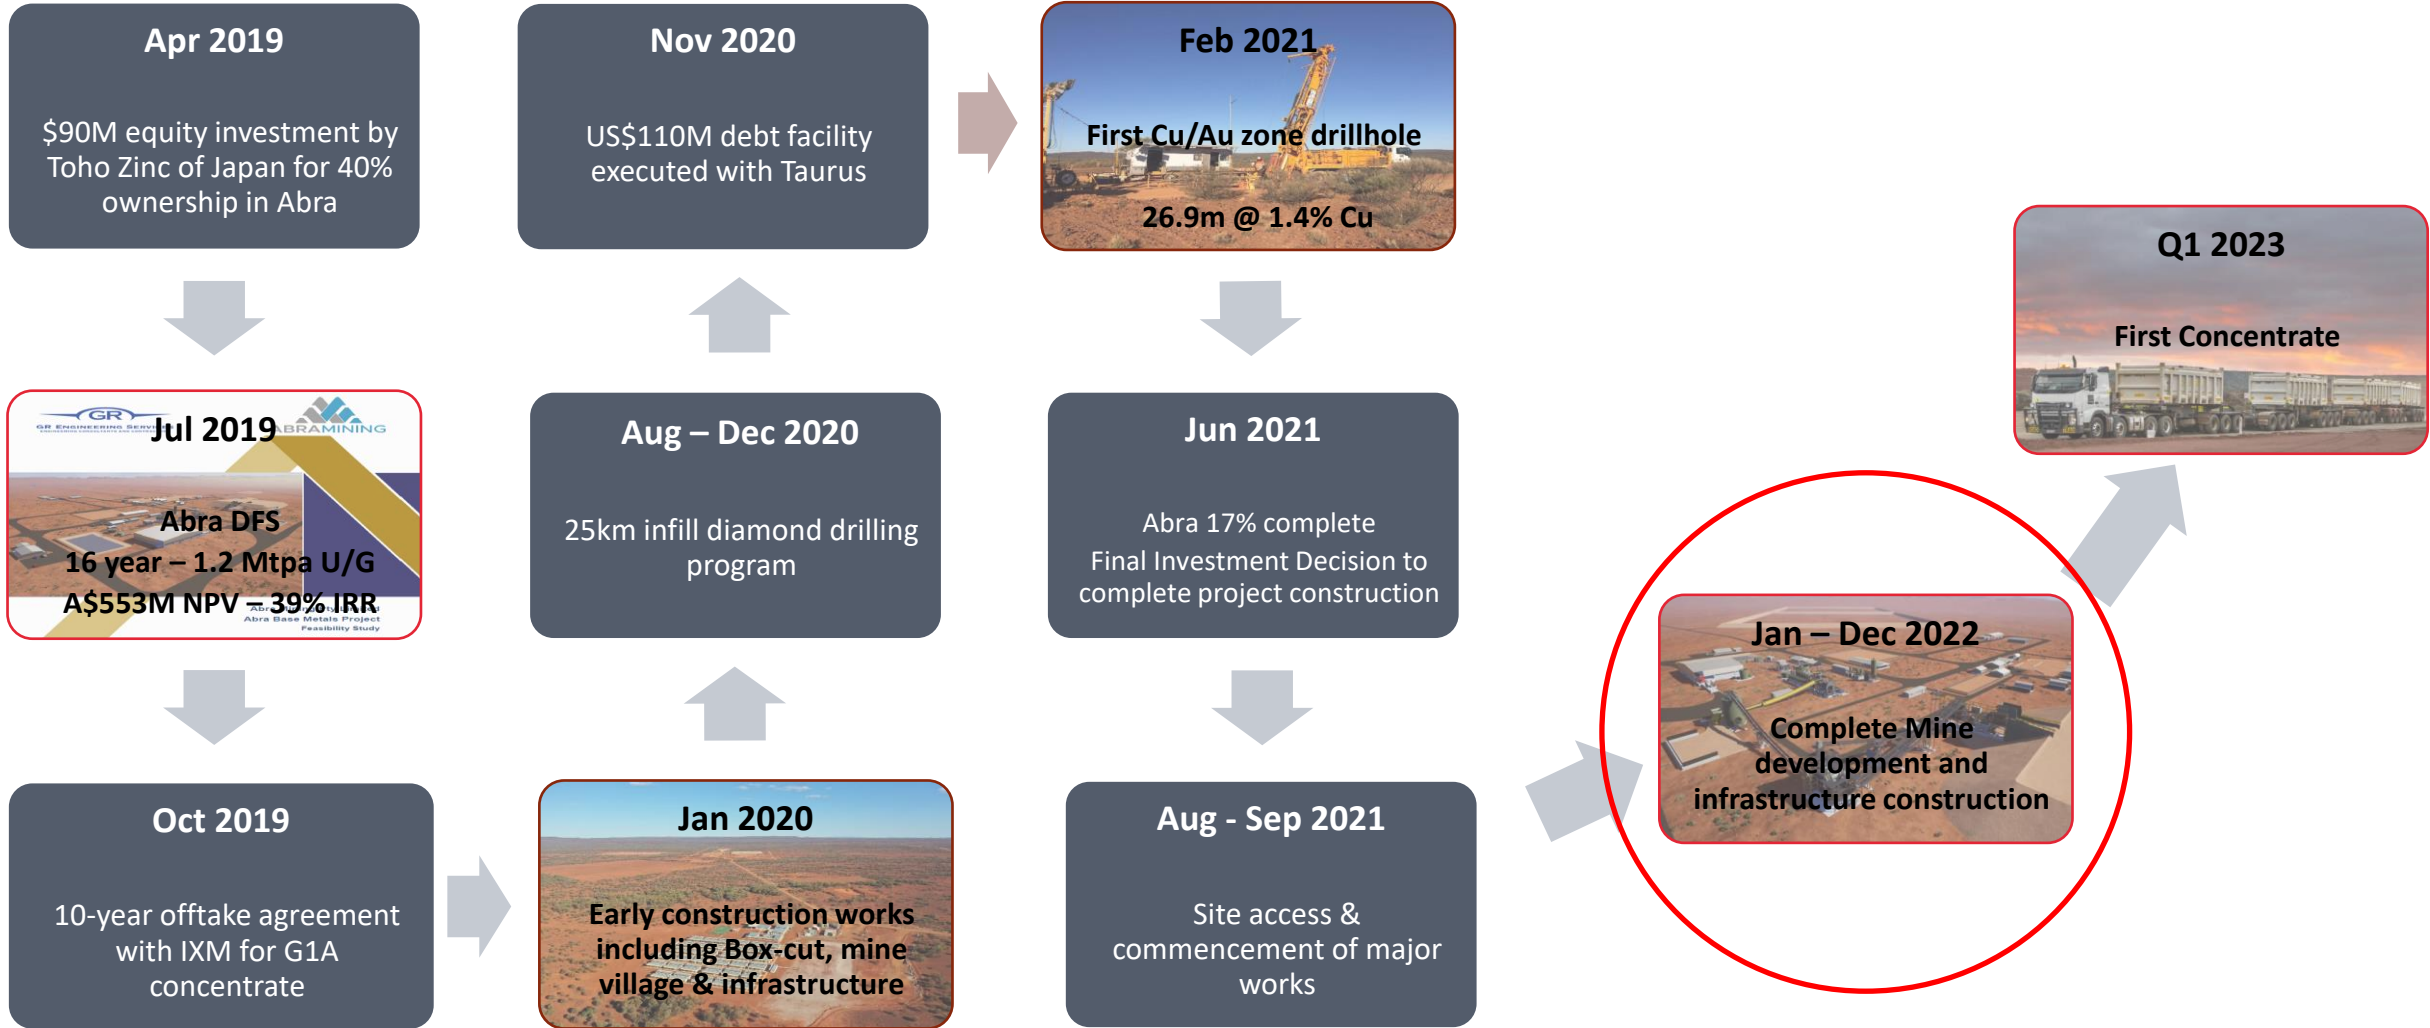 Apr 2019
$90M equity investment by
Toho Zinc of Japan for 40%
ownership in Abra
GR
GR ENGINEERING SERVICES
ABRAMINING
Jul 2019
Abra DFS
16 year – 1.2 Mtpa U/G
A$553M NPV – 39% IRR
Abra Base Metals Project
Feasibility Study
Oct 2019
10-year offtake agreement
with IXM for G1A
concentrate
Jan 2020
Early construction works
including Box-cut, mine
village & infrastructure
Aug – Dec 2020
25km infill diamond drilling
program
Nov 2020
US$110M debt facility
executed with Taurus
Feb 2021
First Cu/Au zone drillhole
26.9m @ 1.4% Cu
Jun 2021
Abra 17% complete
Final Investment Decision to
complete project construction
Aug - Sep 2021
Site access &
commencement of major
works
Jan – Dec 2022
Complete Mine
development and
infrastructure construction
Q1 2023
First Concentrate